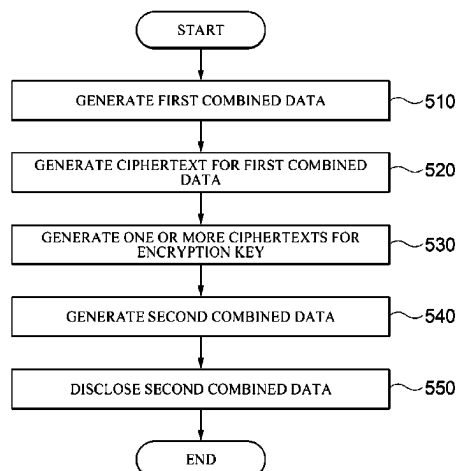 START
GENERATE FIRST COMBINED DATA
510
GENERATE CIPHERTEXT FOR FIRST COMBINED
DATA
520
GENERATE ONE OR MORE CIPHERTEXTS FOR
ENCRYPTION KEY
530
GENERATE SECOND COMBINED DATA
540
DISCLOSE SECOND COMBINED DATA
550
END